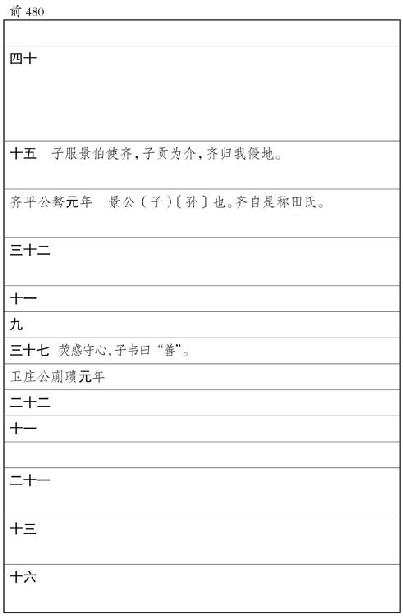 前 480
四十
十五 子服景伯使齐，子贡为介，齐归我侵地。
齐平公骜元年 景公〔子〕〔孙〕也。齐自是称田氏。
三十二
十一
九
三十七 荧惑守心，子韦曰“善”。
卫庄公蒯聩元年
二十二
十一
二十一
十三
十六